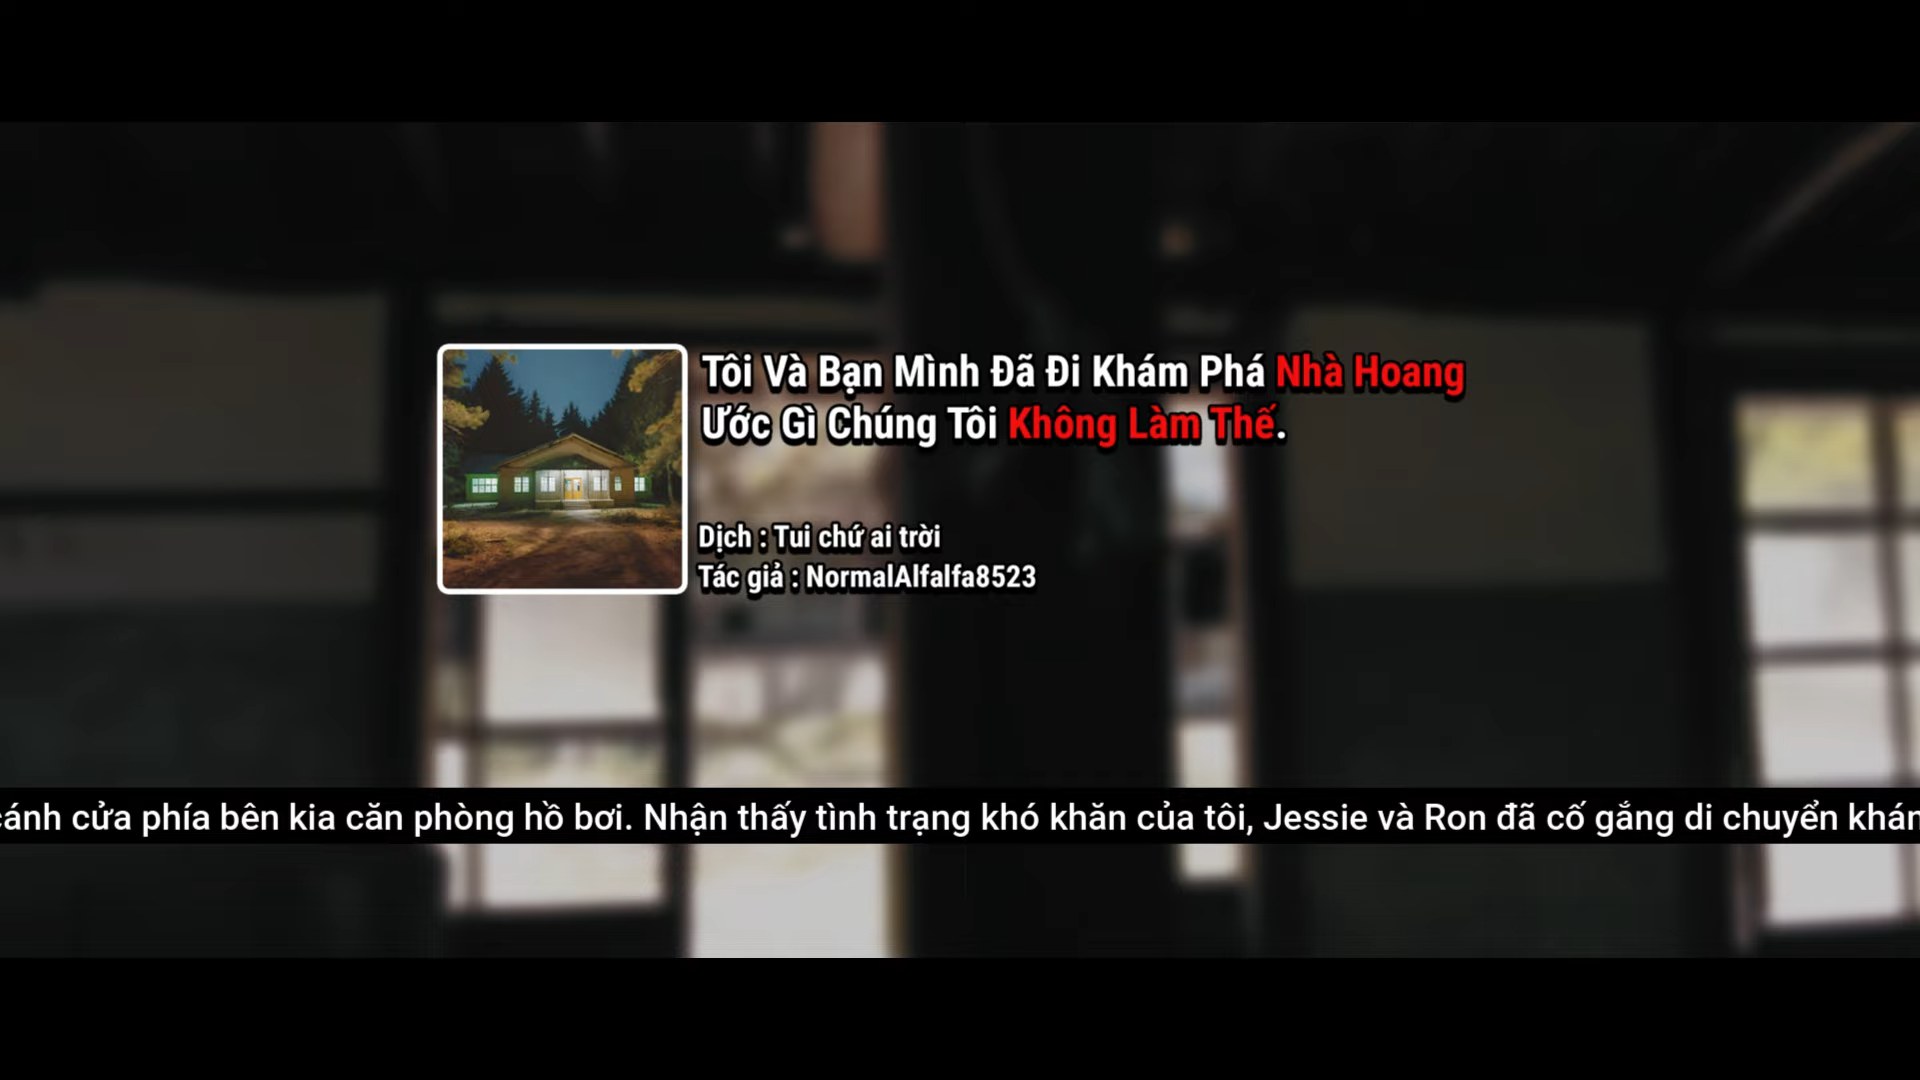 Tôi Và Bạn Mình Đã Đi Khám Phá Nhà Hoang
Ước Gì Chúng Tôi Không Làm Thế.
Dịch : Tui chứ ai trời
Tác giả : NormalAlfalfa8523
cánh cửa phía bên kia căn phòng hồ bơi. Nhận thấy tình trạng khó khăn của tôi, Jessie và Ron đã cố gắng di chuyển